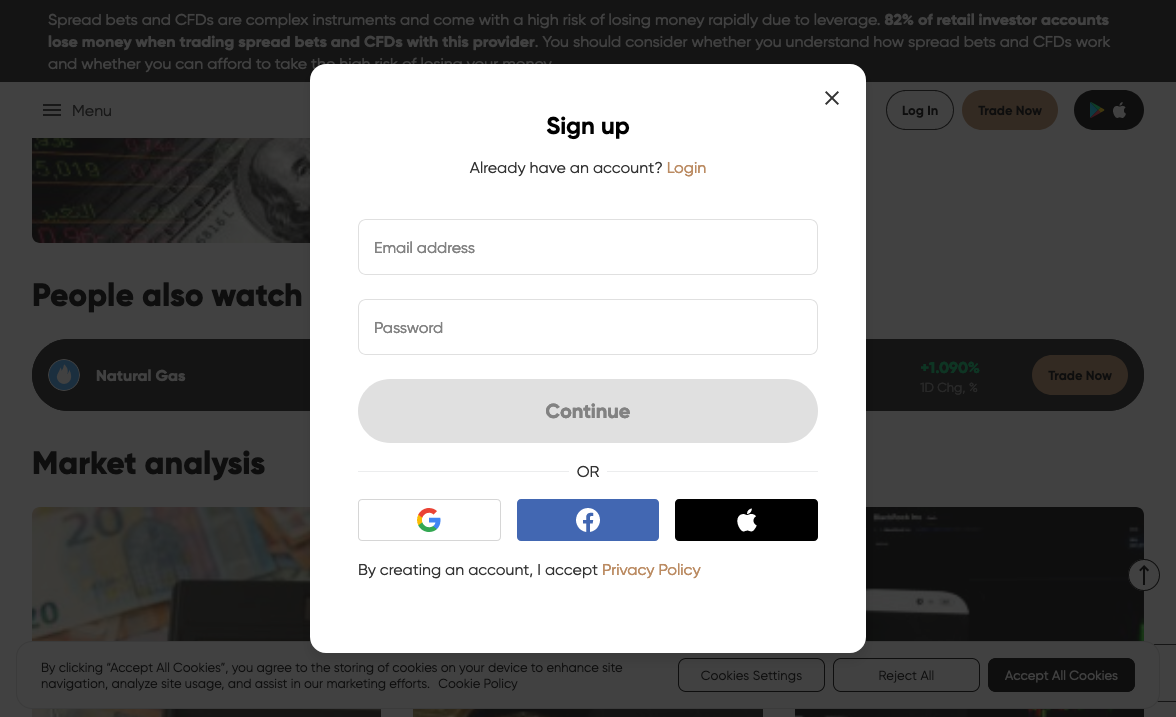 Spread bets and CFDs are complex instruments and come with a high risk of losing money rapidly due to leverage. 82% of retail investor accounts
lose money when trading spread bets and CFDs with this provider. You should consider whether you understand how spread bets and CFDs work
and whether you can afford to take the high risk of losing your money.
Menu
Log In
Trade Now
Sign up
Already have an account? Login
5,019
التغير
Email address
People also watch
Password
Natural Gas
+1.090%
1D Chg, %
Trade Now
Continue
Market analysis
OR
20
20
By creating an account, I accept Privacy Policy
By clicking “Accept All Cookies”, you agree to the storing of cookies on your device to enhance site
navigation, analyze site usage, and assist in our marketing efforts. Cookie Policy
Cookies Settings
Reject All
Accept All Cookies